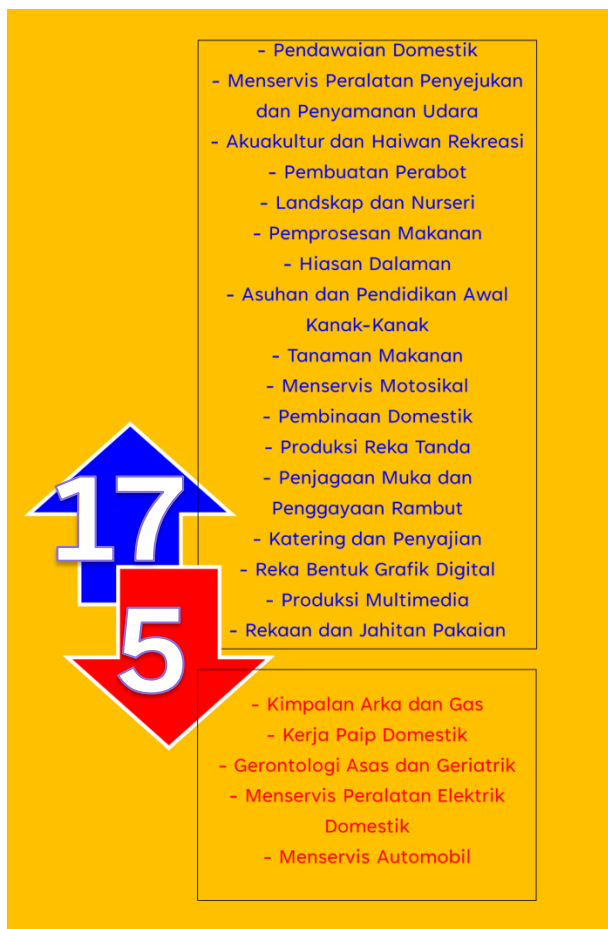 - Pendawaian Domestik
- Menservis Peralatan Penyejukan
dan Penyamanan Udara
- Akuakultur dan Haiwan Rekreasi
- Pembuatan Perabot
- Landskap dan Nurseri
- Pemprosesan Makanan
- Hiasan Dalaman
- Asuhan dan Pendidikan Awal
Kanak-Kanak
- Tanaman Makanan
- Menservis Motosikal
- Pembinaan Domestik
- Produksi Reka Tanda
- Penjagaan Muka dan
Penggayaan Rambut
- Katering dan Penyajian
- Reka Bentuk Grafik Digital
- Produksi Multimedia
- Rekaan dan Jahitan Pakaian
17
5
- Kimpalan Arka dan Gas
- Kerja Paip Domestik
- Gerontologi Asas dan Geriatrik
- Menservis Peralatan Elektrik
Domestik
- Menservis Automobil